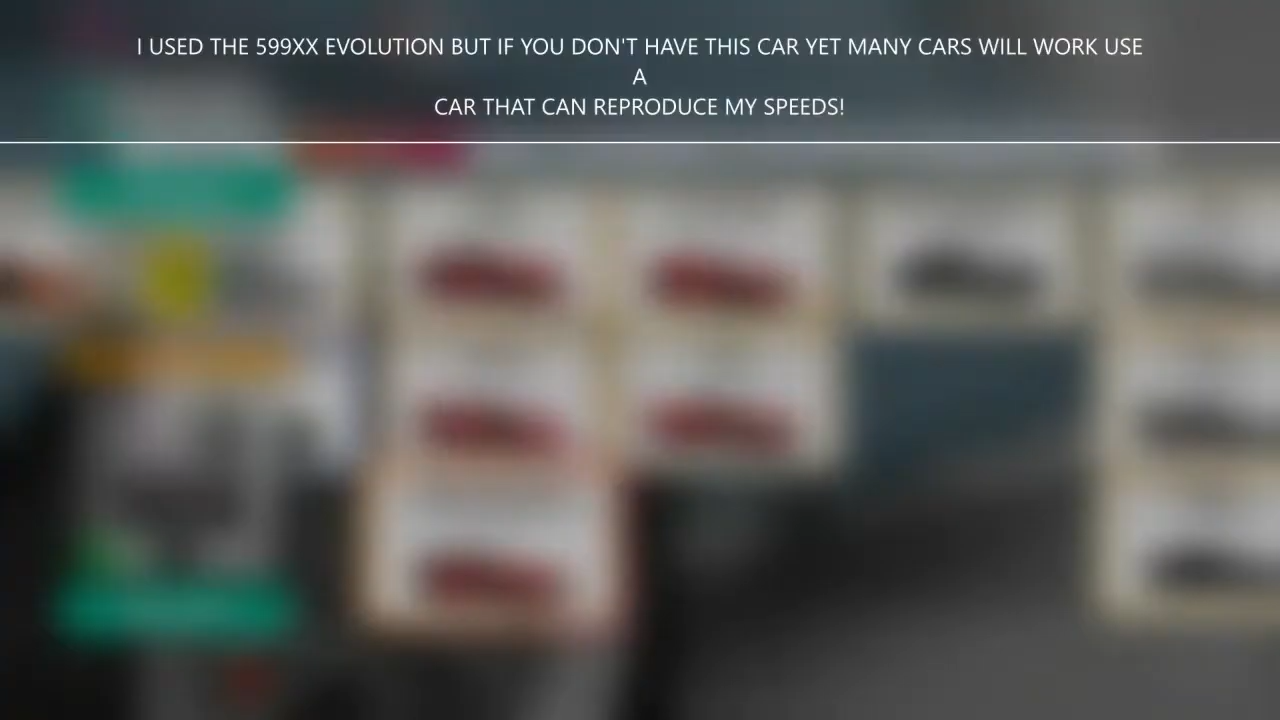 I USED THE 599XX EVOLUTION BUT IF YOU DON'T HAVE THIS CAR YET MANY CARS WILL WORK USE
A
CAR THAT CAN REPRODUCE MY SPEEDS!